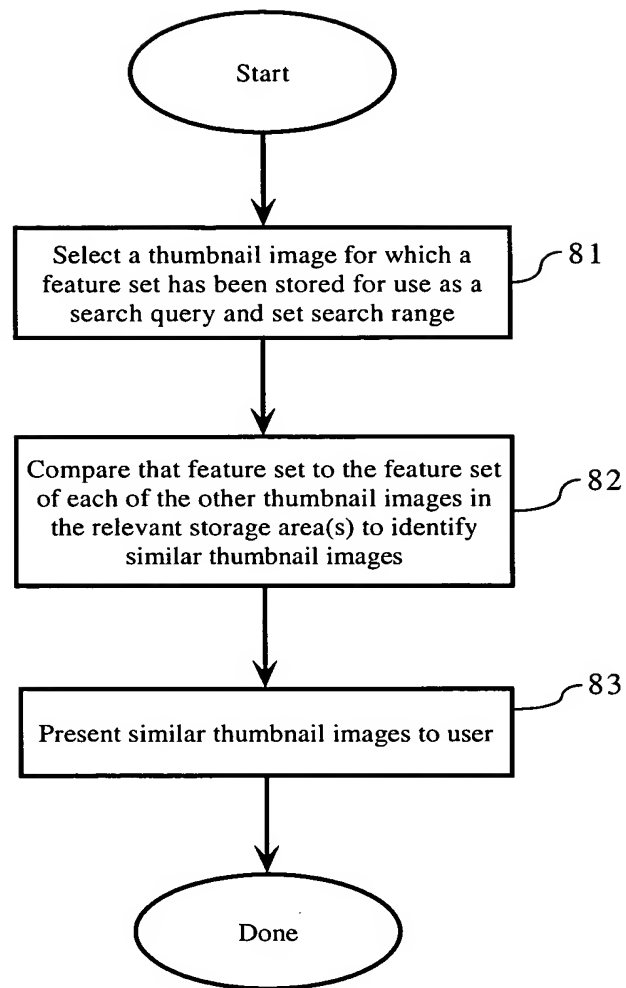 Start
Select a thumbnail image for which a
feature set has been stored for use as a
search query and set search range
81
Compare that feature set to the feature set
of each of the other thumbnail images in
the relevant storage area(s) to identify
similar thumbnail images
82
Present similar thumbnail images to user
83
Done